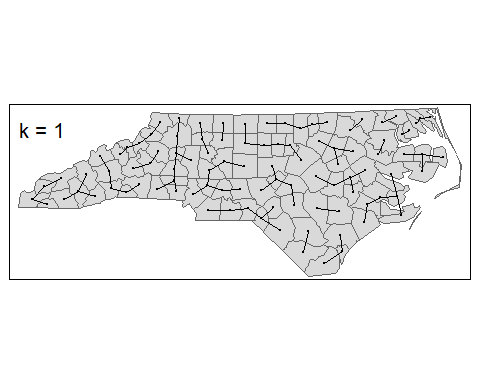 k = 1